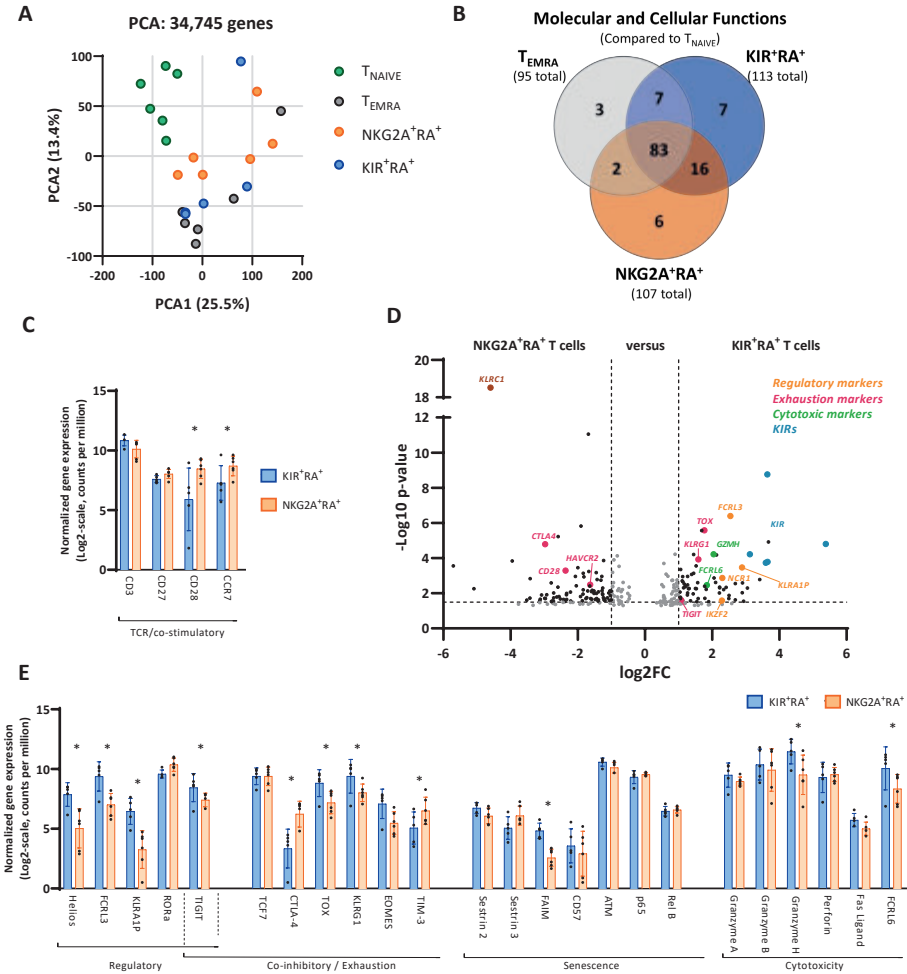 A
PCA: 34,745 genes
PCA2 (13.4%)
100
50
0
-50
-100
-200
-100
0
100
200
PCA1 (25.5%)
T_NAIVE
T_EMRA
NKG2A⁺RA⁺
KIR⁺RA⁺
B
Molecular and Cellular Functions
(Compared to T_NAIVE)
T_EMRA
(95 total)
KIR⁺RA⁺
(113 total)
3
7
7
83
2
16
6
NKG2A⁺RA⁺
(107 total)
C
Normalized gene expression
(Log2-scale, counts per million)
15
10
5
0
*
*
KIR⁺RA⁺
NKG2A⁺RA⁺
CD3
CD27
CD28
CCR7
TCR/co-stimulatory
D
NKG2A⁺RA⁺ T cells
versus
KIR⁺RA⁺ T cells
-Log10 p-value
20
18
12
10
8
6
4
2
0
-6
-4
-2
0
2
4
6
log2FC
Regulatory markers
Exhaustion markers
Cytotoxic markers
KIRs
KLRC1
CTLA4
HAVCR2
CD28
FCRL3
TOX
KIR
KLRG1
GZMH
FCRL6
NCR1
KLRA1P
TIGIT
IKZF2
E
Normalized gene expression
(Log2-scale, counts per million)
15
10
5
0
KIR⁺RA⁺
NKG2A⁺RA⁺
*
*
*
*
*
*
*
*
*
*
*
Helios
FCRL3
KIRA1P
RORa
TIGIT
TCF7
CTLA-4
TOX
KLRG1
EOMES
TIM-3
Sestrin 2
Sestrin 3
FAIM
CD57
ATM
p65
Rel B
Granzyme A
Granzyme B
Granzyme H
Perforin
Fas Ligand
FCRL6
Regulatory
Co-inhibitory / Exhaustion
Senescence
Cytotoxicity